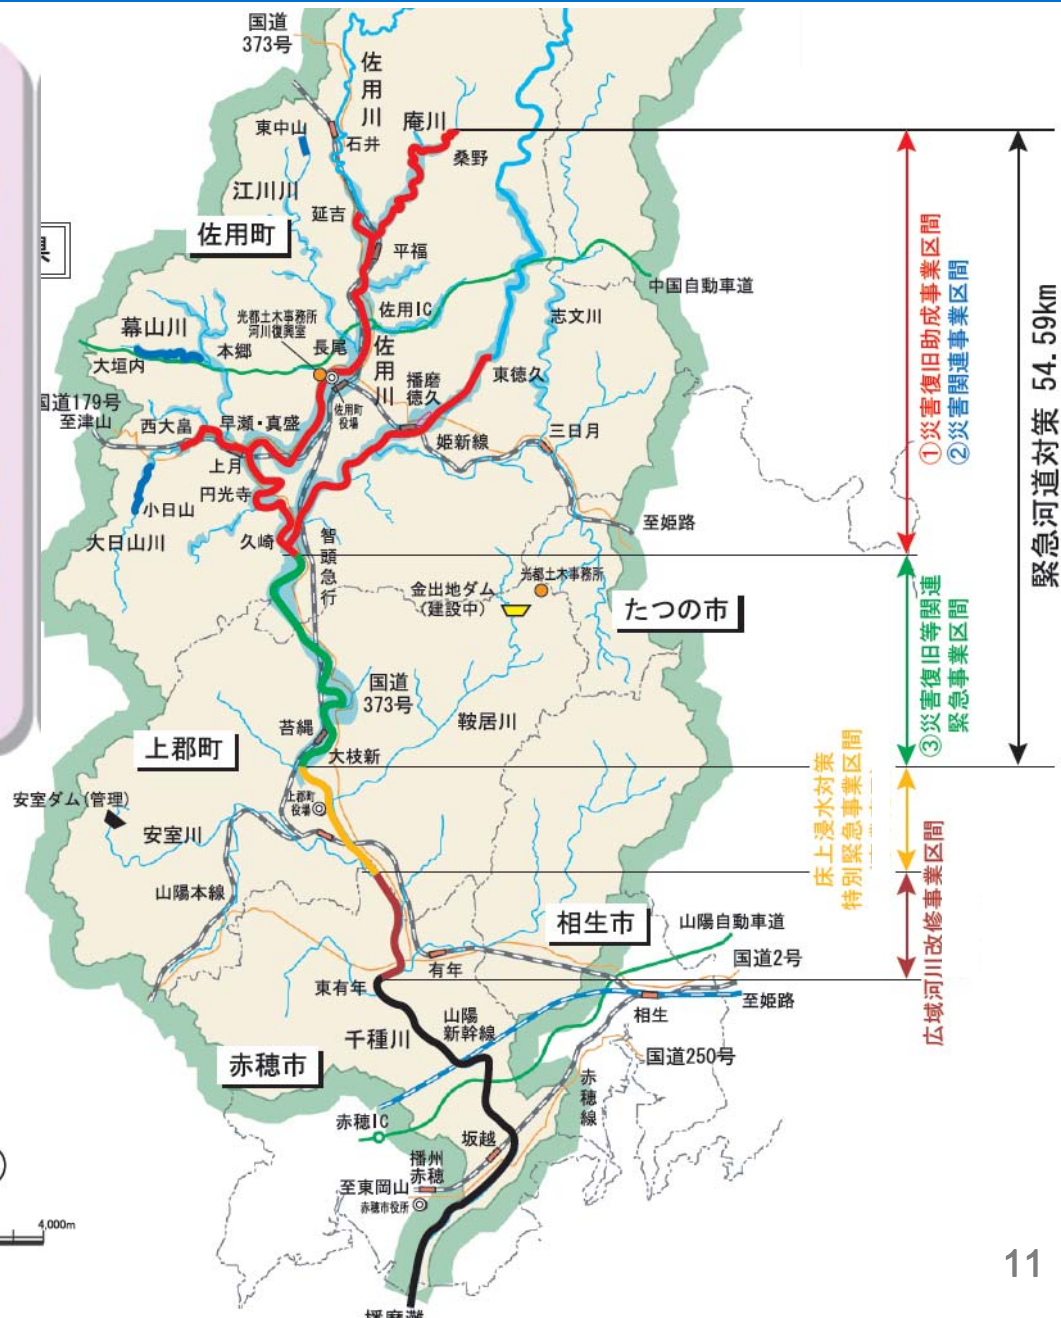 国道
373号
佐用川
庵川
東中山
石井
桑野
江川川
延吉
佐用町
平福
県
中国自動車道
佐用IC
光都土木事務所
河川復興室
志文川
幕山川
本郷
長尾
佐用川
大垣内
東徳久
播磨
徳久
国道179号
至津山
佐用町
役場
西大畠
早瀬・真盛
姫新線
三日月
上月
円光寺
小日山
至姫路
大日山川
久崎
智頭急行
金出地ダム
(建設中)
光都土木事務所
たつの市
国道
373号
鞍居川
苔縄
上郡町
大枝新
安室ダム(管理)
上郡町
役場
安室川
山陽本線
相生市
山陽自動車道
有年
国道2号
東有年
至姫路
山陽
新幹線
相生
千種川
国道250号
赤穂市
赤穂線
赤穂IC
坂越
播州
赤穂
至東岡山
赤穂市役所
4,000m
播磨灘
①災害復旧助成事業区間
②災害関連事業区間
緊急河道対策 54.59km
③災害復旧等関連
緊急事業区間
床上浸水対策
特別緊急事業区間
広域河川改修事業区間
11